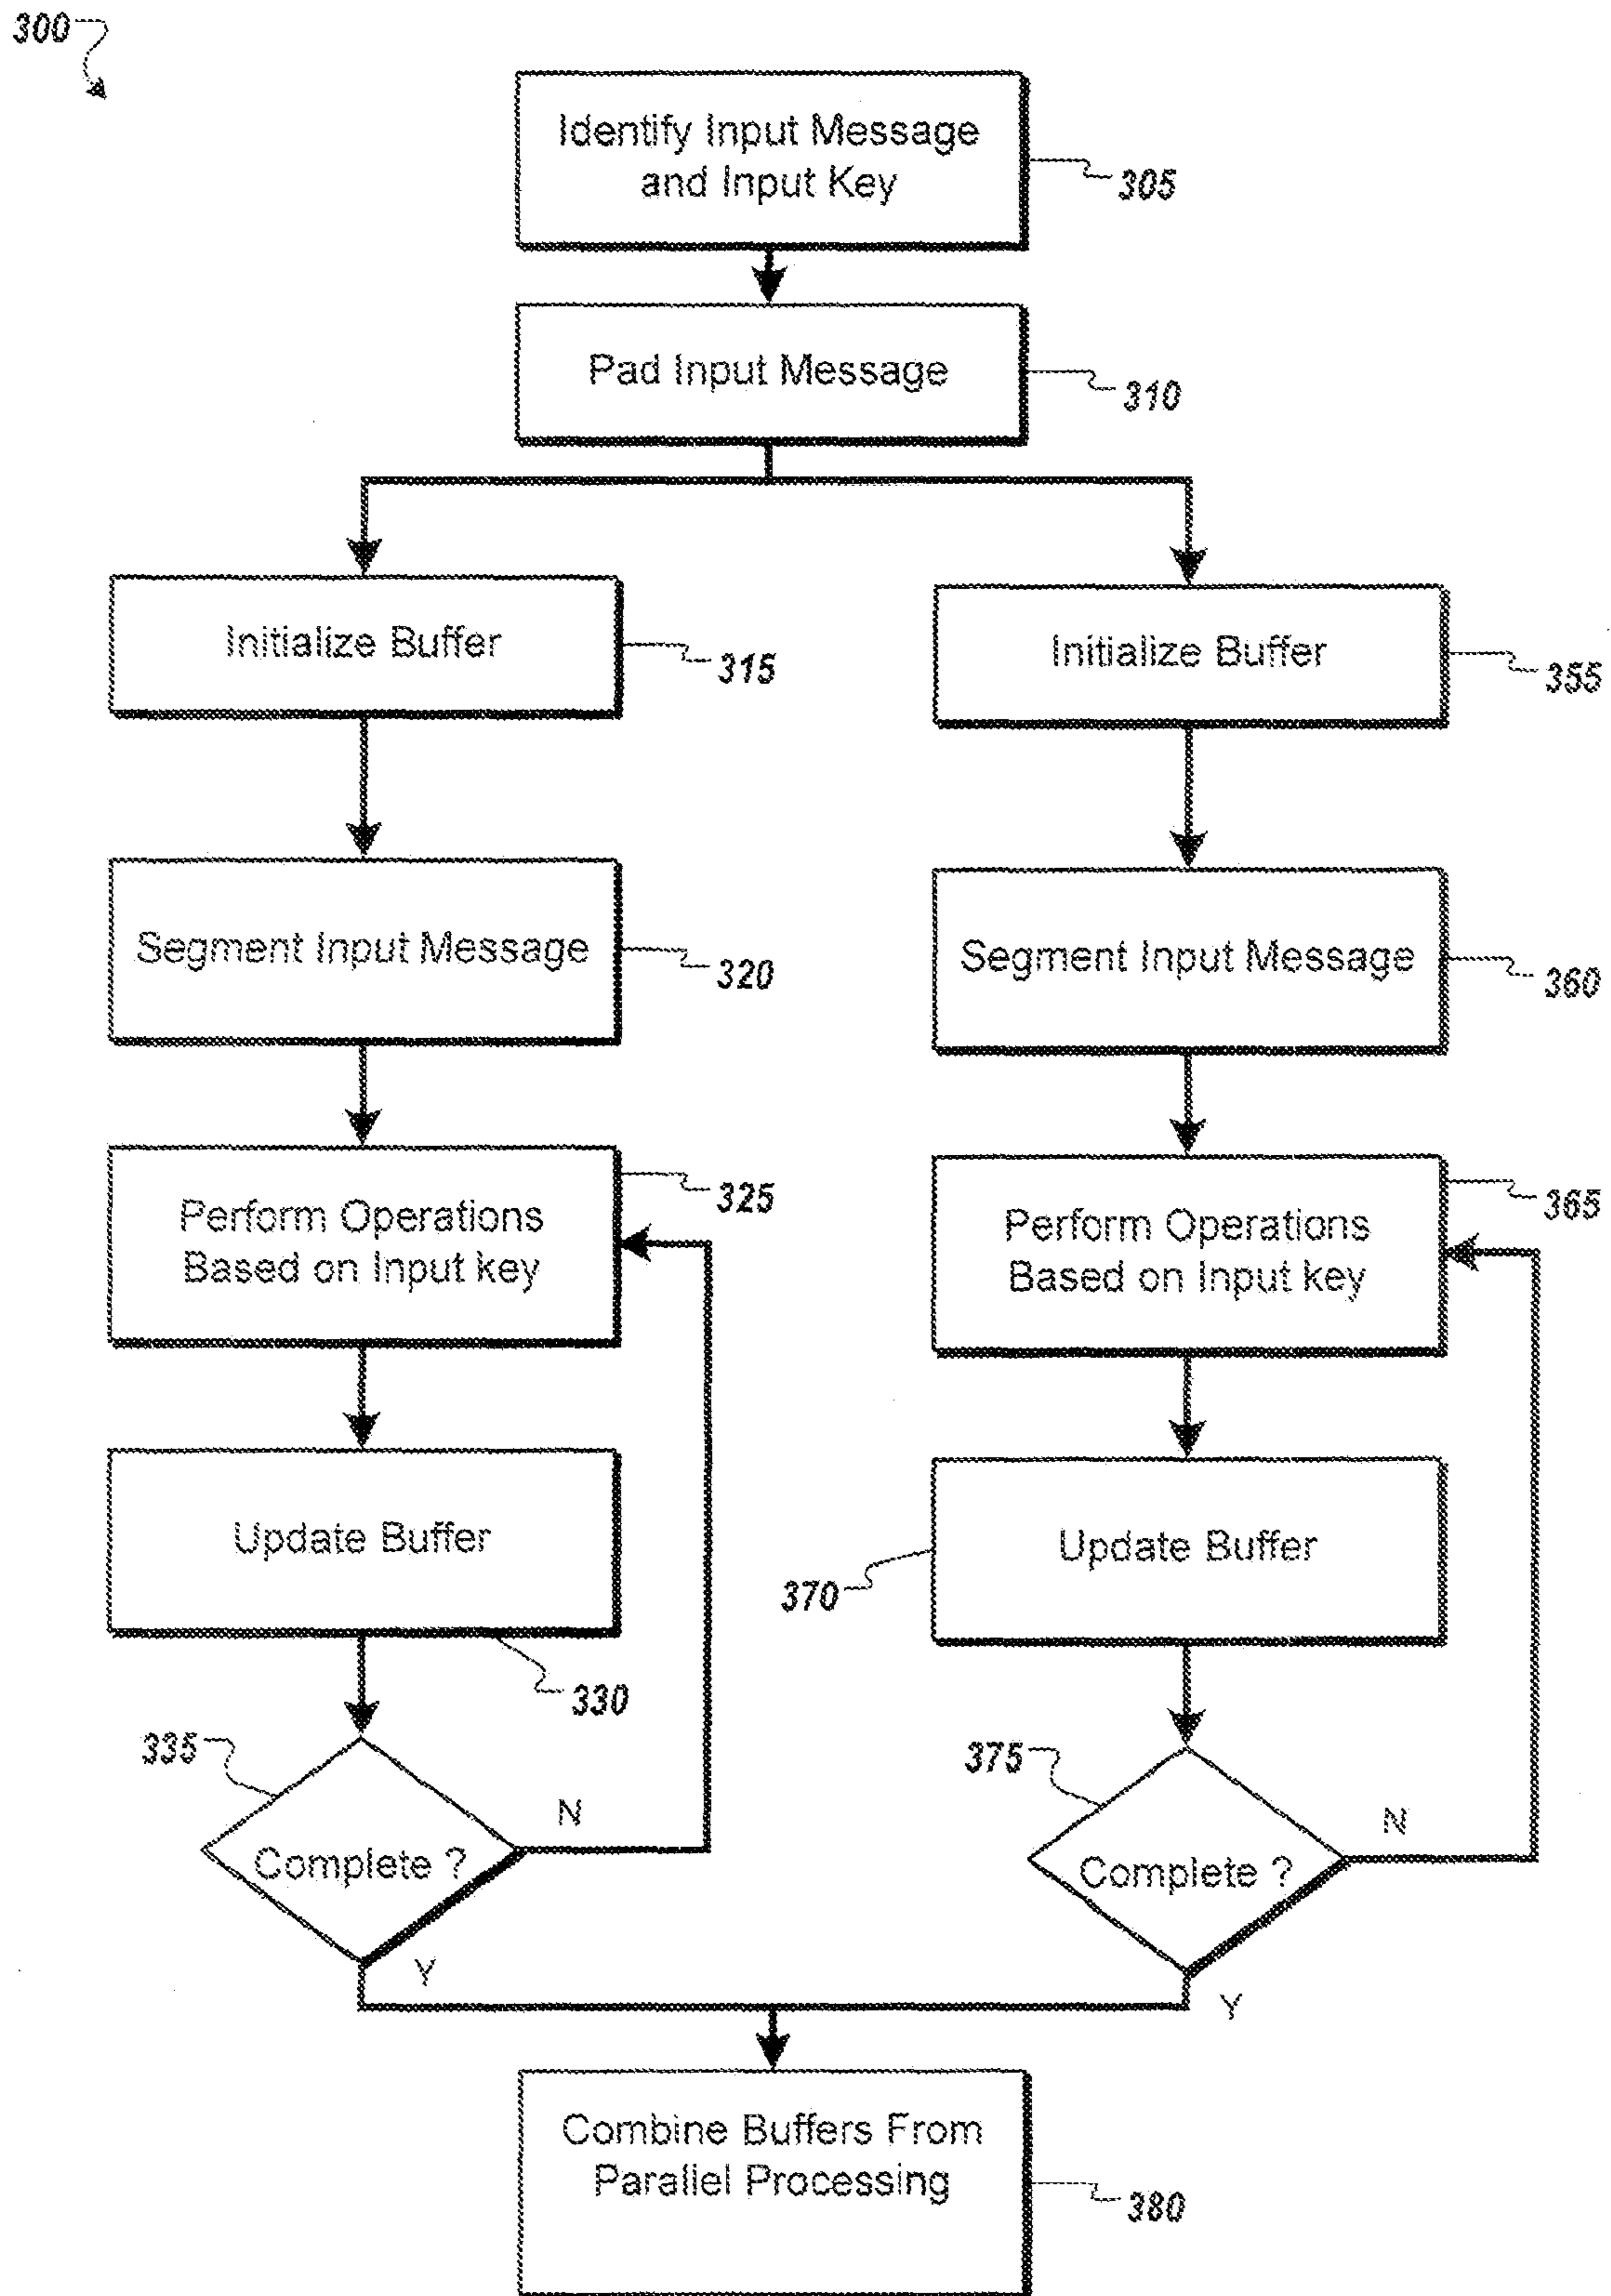 300
Identify Input Message
and Input Key
305
Pad Input Message
310
Initialize Buffer
315
Initialize Buffer
355
Segment Input Message
320
Segment Input Message
360
Perform Operations
Based on Input key
325
Perform Operations
Based on Input key
365
Update Buffer
330
Update Buffer
370
335
Complete ?
N
Y
375
Complete ?
N
Y
Combine Buffers From
Parallel Processing
380